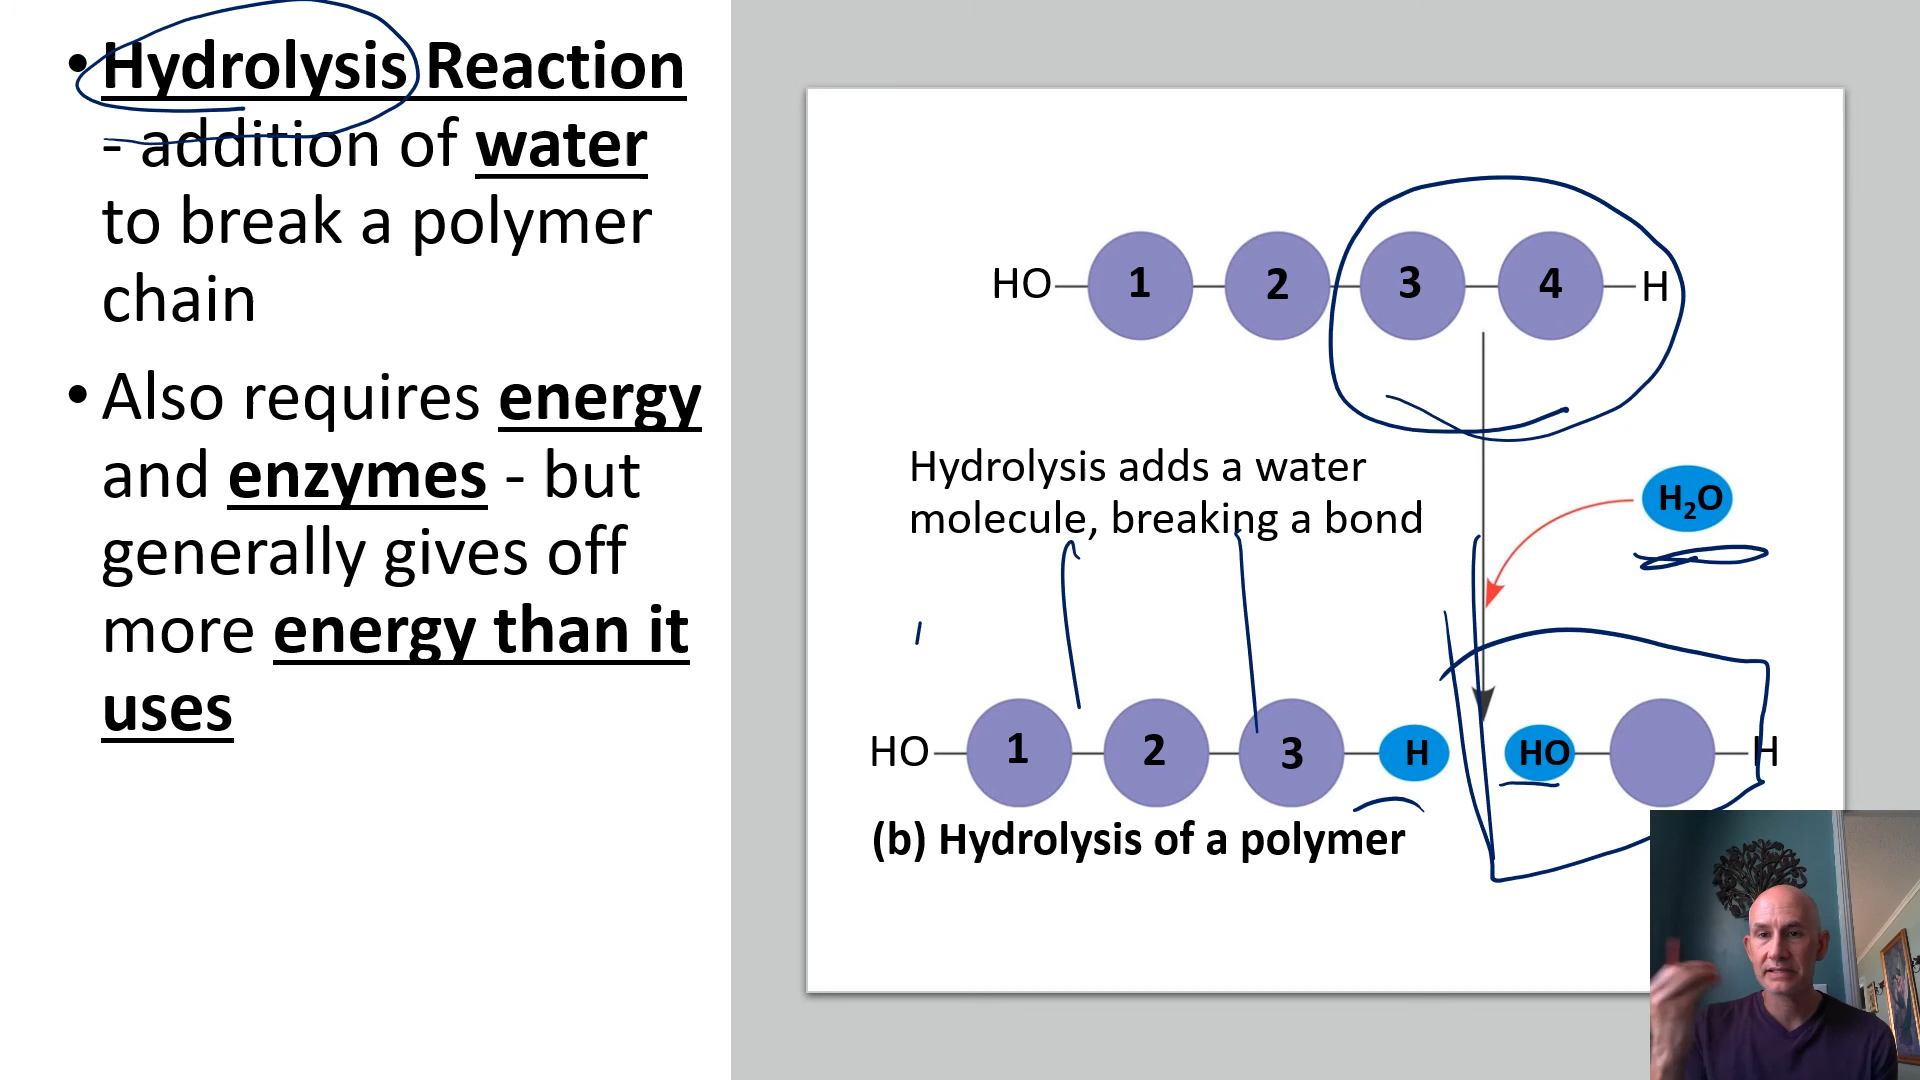 • Hydrolysis Reaction
- addition of water
to break a polymer
chain
• Also requires energy
and enzymes - but
generally gives off
more energy than it
uses
HO 1 2 3 4 H
Hydrolysis adds a water
molecule, breaking a bond
H₂O
HO 1 2 3 H HO H
(b) Hydrolysis of a polymer